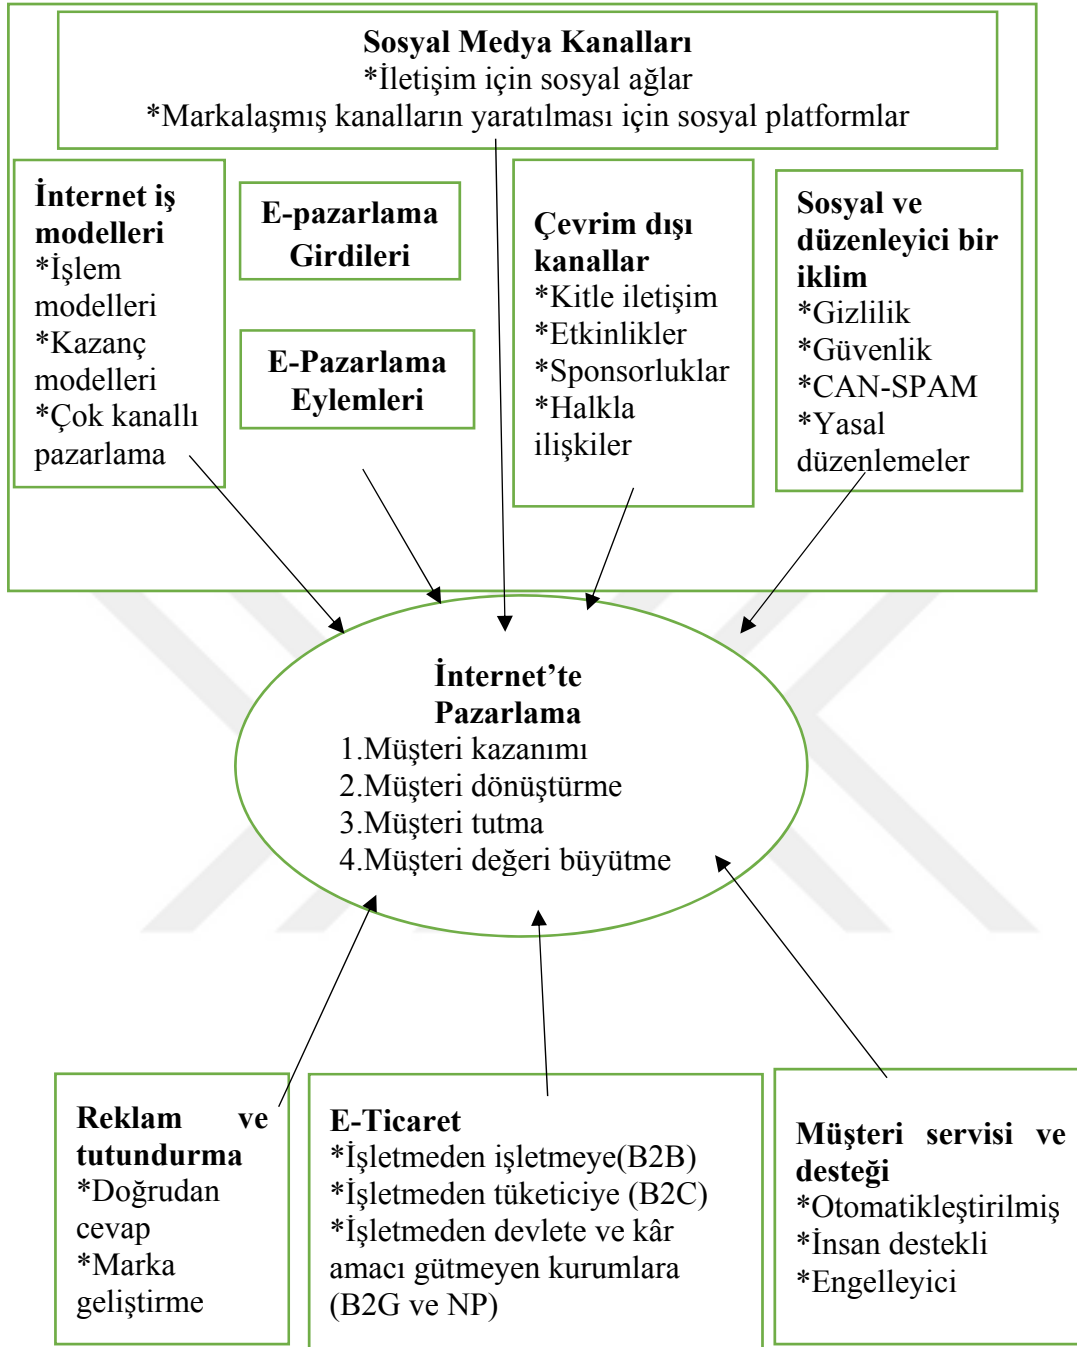 Sosyal Medya Kanalları
*İletişim için sosyal ağlar
*Markalaşmış kanalların yaratılması için sosyal platformlar
İnternet iş
modelleri
*İşlem
modelleri
*Kazanç
modelleri
*Çok kanallı
pazarlama
E-pazarlama
Girdileri
E-Pazarlama
Eylemleri
Çevrim dışı
kanallar
*Kitle iletişim
*Etkinlikler
*Sponsorluklar
*Halkla
ilişkiler
Sosyal ve
düzenleyici bir
iklim
*Gizlilik
*Güvenlik
*CAN-SPAM
*Yasal
düzenlemeler
İnternet’te
Pazarlama
1.Müşteri kazanımı
2.Müşteri dönüştürme
3.Müşteri tutma
4.Müşteri değeri büyütme
Reklam ve
tutundurma
*Doğrudan
cevap
*Marka
geliştirme
E-Ticaret
*İşletmeden işletmeye(B2B)
*İşletmeden tüketiciye (B2C)
*İşletmeden devlete ve kâr
amacı gütmeyen kurumlara
(B2G ve NP)
Müşteri servisi ve
desteği
*Otomatikleştirilmiş
*İnsan destekli
*Engelleyici